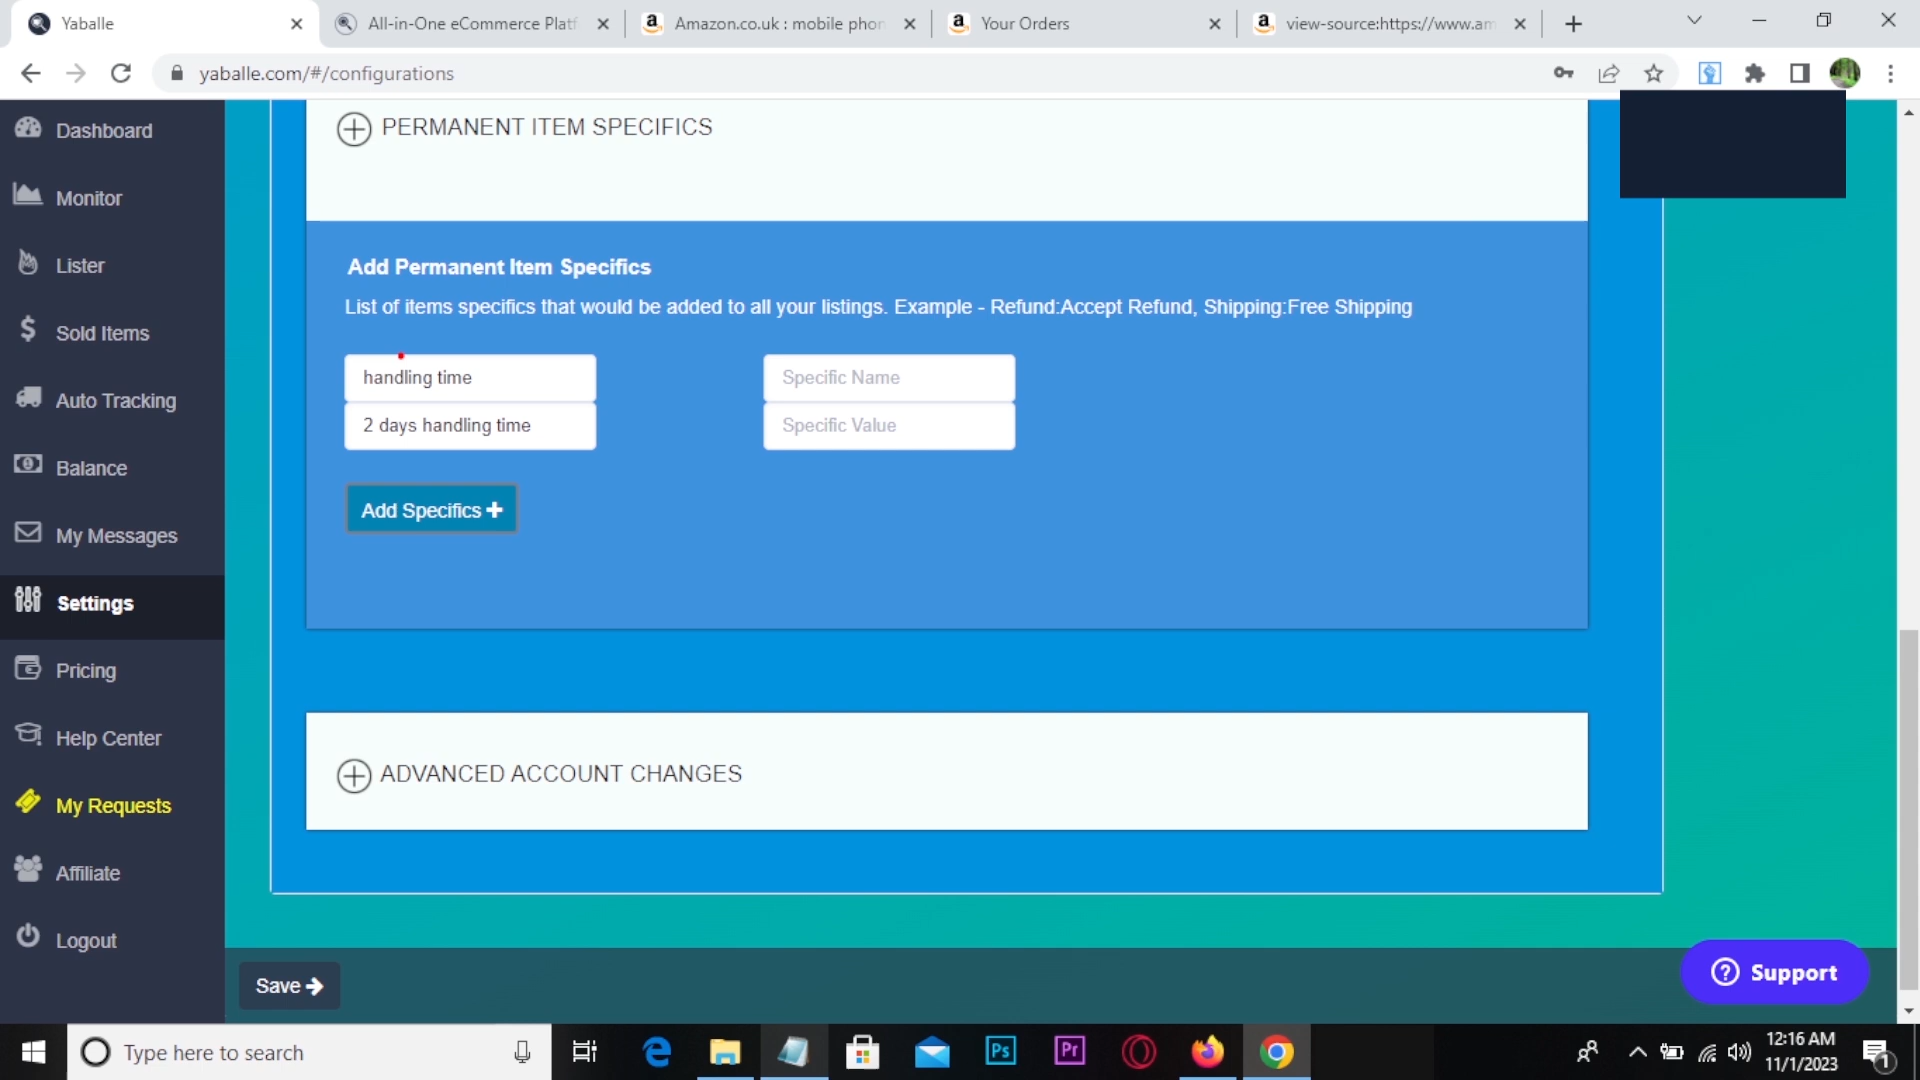 Yaballe
All-in-One eCommerce Platf
Amazon.co.uk : mobile phon
Your Orders
view-source:https://www.am
yaballe.com/#/configurations
Dashboard
Monitor
Lister
Sold Items
Auto Tracking
Balance
My Messages
Settings
Pricing
Help Center
My Requests
Affiliate
Logout
PERMANENT ITEM SPECIFICS
Add Permanent Item Specifics
List of items specifics that would be added to all your listings. Example - Refund:Accept Refund, Shipping:Free Shipping
handling time
Specific Name
2 days handling time
Specific Value
Add Specifics
ADVANCED ACCOUNT CHANGES
Save
Support
Type here to search
Ps
Pr
12:16 AM
11/1/2023
1